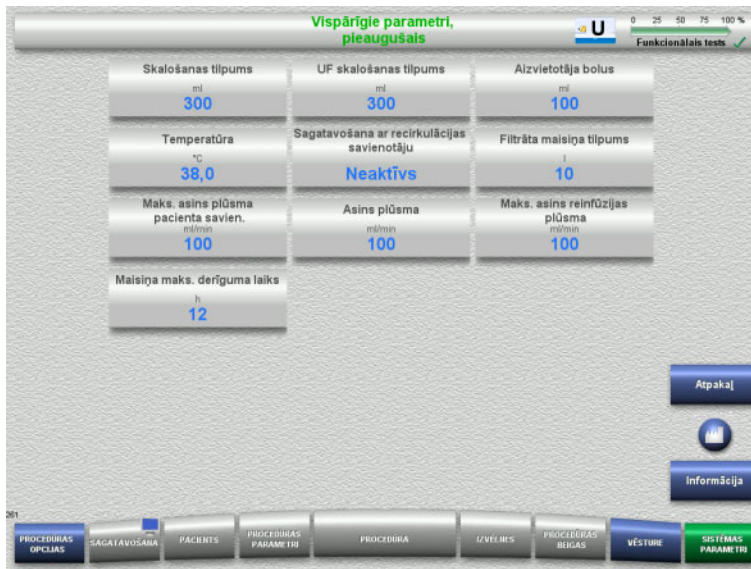 Vispārīgie parametri,
pieaugušais
U
0 25 50 75 100 %
Funkcionālais tests
Skalošanas tilpums
ml
300
UF skalošanas tilpums
ml
300
Aizvietotāja bolus
ml
100
Temperatūra
°C
38,0
Sagatavošana ar recirkulācijas
savienotāju
Neaktīvs
Filtrāta maisiņa tilpums
l
10
Maks. asins plūsma
pacienta savien.
ml/min
100
Asins plūsma
ml/min
100
Maks. asins reinfūzijas
plūsma
ml/min
100
Maisiņa maks. derīguma laiks
h
12
Atpakaļ
Informācija
261
PROCEDŪRAS
OPCIJAS
SAGATAVOŠANA
PACIENTS
PROCEDŪRAS
PARAMETRI
PROCEDŪRA
IZVĒLNES
PROCEDŪRAS
BEIGAS
VĒSTURE
SISTĒMAS
PARAMETRI